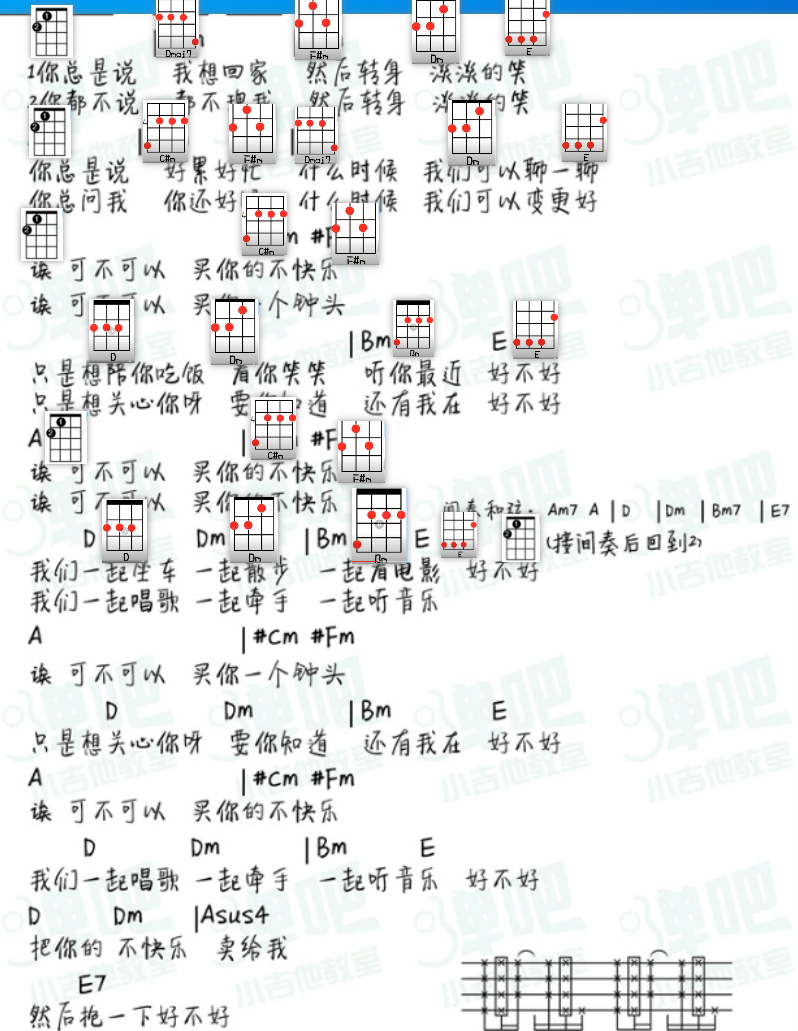 Dmaj7 F#m Dm E
1你总是说 我想回家 然后转身 淡淡的笑
2你都不说 都不理我 然后转身 淡淡的笑
C#m F#m Dmaj7 Dm E
你总是说 好累好忙 什么时候 我们可以聊一聊
你总问我 你还好 什么时候 我们可以变更好
C#m m #F F#m
诶 可不可以 买你的不快乐
诶 可不可以 买你一个钟头
D Dm |Bm Bm E E
只是想陪你吃饭 看你笑笑 听你最近 好不好
只是想关心你呀 要你知道 还有我在 好不好
A | C#m #F F#m
诶 可不可以 买你的不快乐
诶 可不可以 买你的不快乐
间奏和弦: Am7 A | D | Dm | Bm7 | E7
D D Dm Dm | Bm Bm E E (接间奏后回到2)
我们一起坐车 一起散步 一起看电影 好不好
我们一起唱歌 一起牵手 一起听音乐
A | #Cm #Fm
诶 可不可以 买你一个钟头
D Dm | Bm E
只是想关心你呀 要你知道 还有我在 好不好
A | #Cm #Fm
诶 可不可以 买你的不快乐
D Dm | Bm E
我们一起唱歌 一起牵手 一起听音乐 好不好
D Dm |Asus4
把你的 不快乐 卖给我
E7
然后抱一下好不好
弹吧
小吉他教室